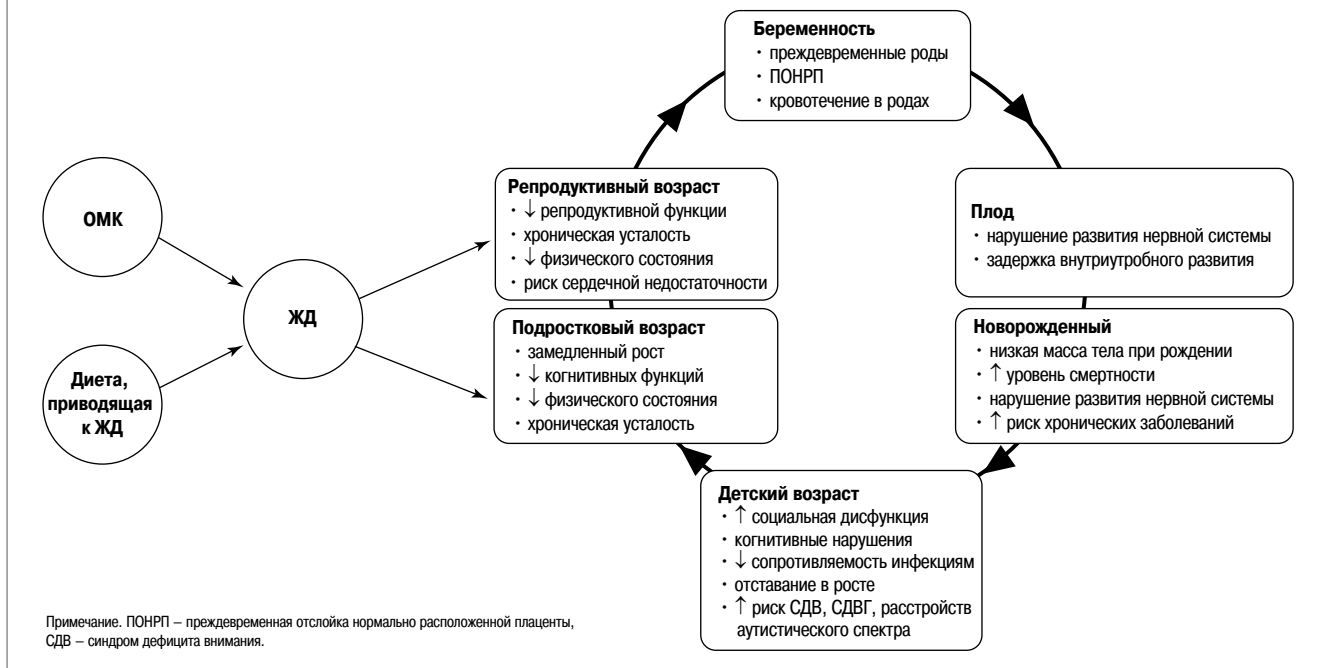 ОМК
Диета,
приводящая
к ЖД
ЖД
Репродуктивный возраст
· ↓ репродуктивной функции
· хроническая усталость
· ↓ физического состояния
· риск сердечной недостаточности
Подростковый возраст
· замедленный рост
· ↓ когнитивных функций
· ↓ физического состояния
· хроническая усталость
Беременность
· преждевременные роды
· ПОНРП
· кровотечение в родах
Плод
· нарушение развития нервной системы
· задержка внутриутробного развития
Новорожденный
· низкая масса тела при рождении
· ↑ уровень смертности
· нарушение развития нервной системы
· ↑ риск хронических заболеваний
Детский возраст
· ↑ социальная дисфункция
· когнитивные нарушения
· ↓ сопротивляемость инфекциям
· отставание в росте
· ↑ риск СДВ, СДВГ, расстройств
аутистического спектра
Примечание. ПОНРП – преждевременная отслойка нормально расположенной плаценты,
СДВ – синдром дефицита внимания.